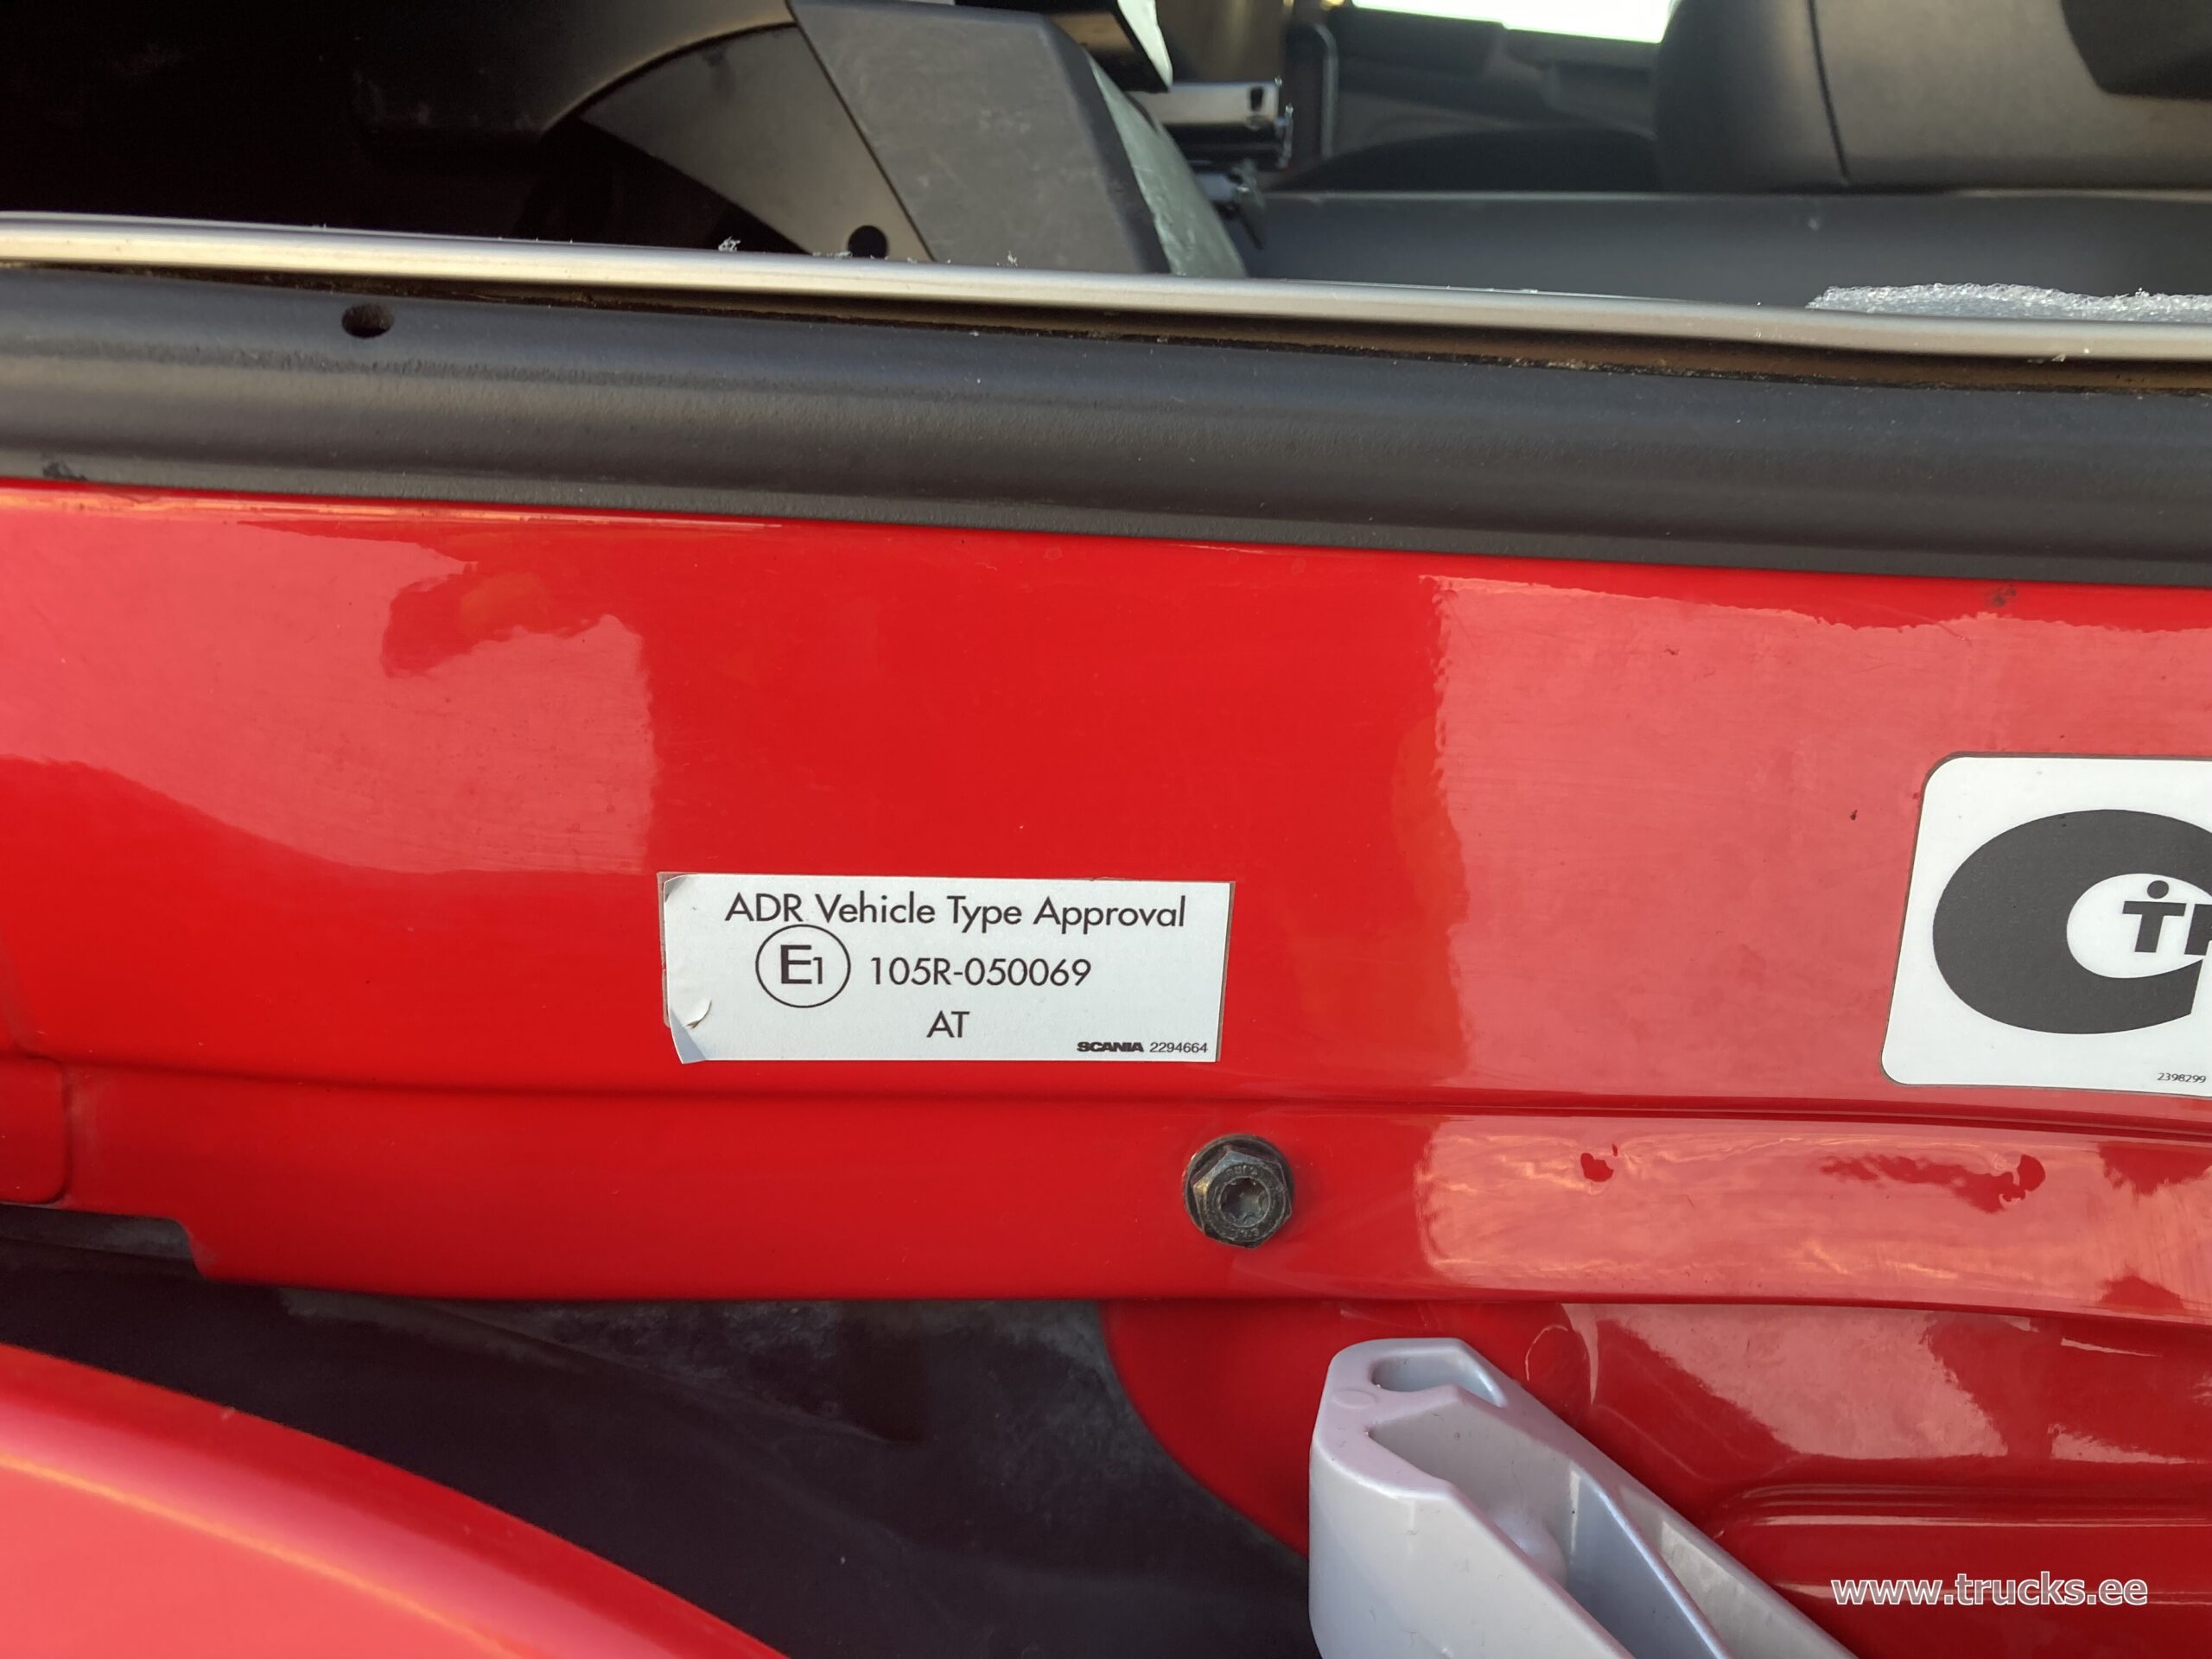 ADR Vehicle Type Approval
E1 105R-050069
AT
SCANIA 2294664
2398299
www.trucks.ee